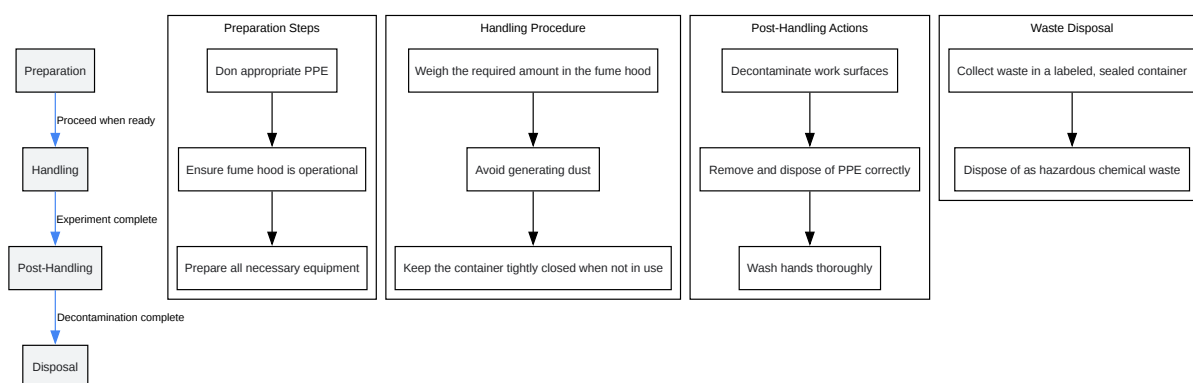 Preparation
Proceed when ready
Handling
Experiment complete
Post-Handling
Decontamination complete
Disposal
Preparation Steps
Don appropriate PPE
Ensure fume hood is operational
Prepare all necessary equipment
Handling Procedure
Weigh the required amount in the fume hood
Avoid generating dust
Keep the container tightly closed when not in use
Post-Handling Actions
Decontaminate work surfaces
Remove and dispose of PPE correctly
Wash hands thoroughly
Waste Disposal
Collect waste in a labeled, sealed container
Dispose of as hazardous chemical waste